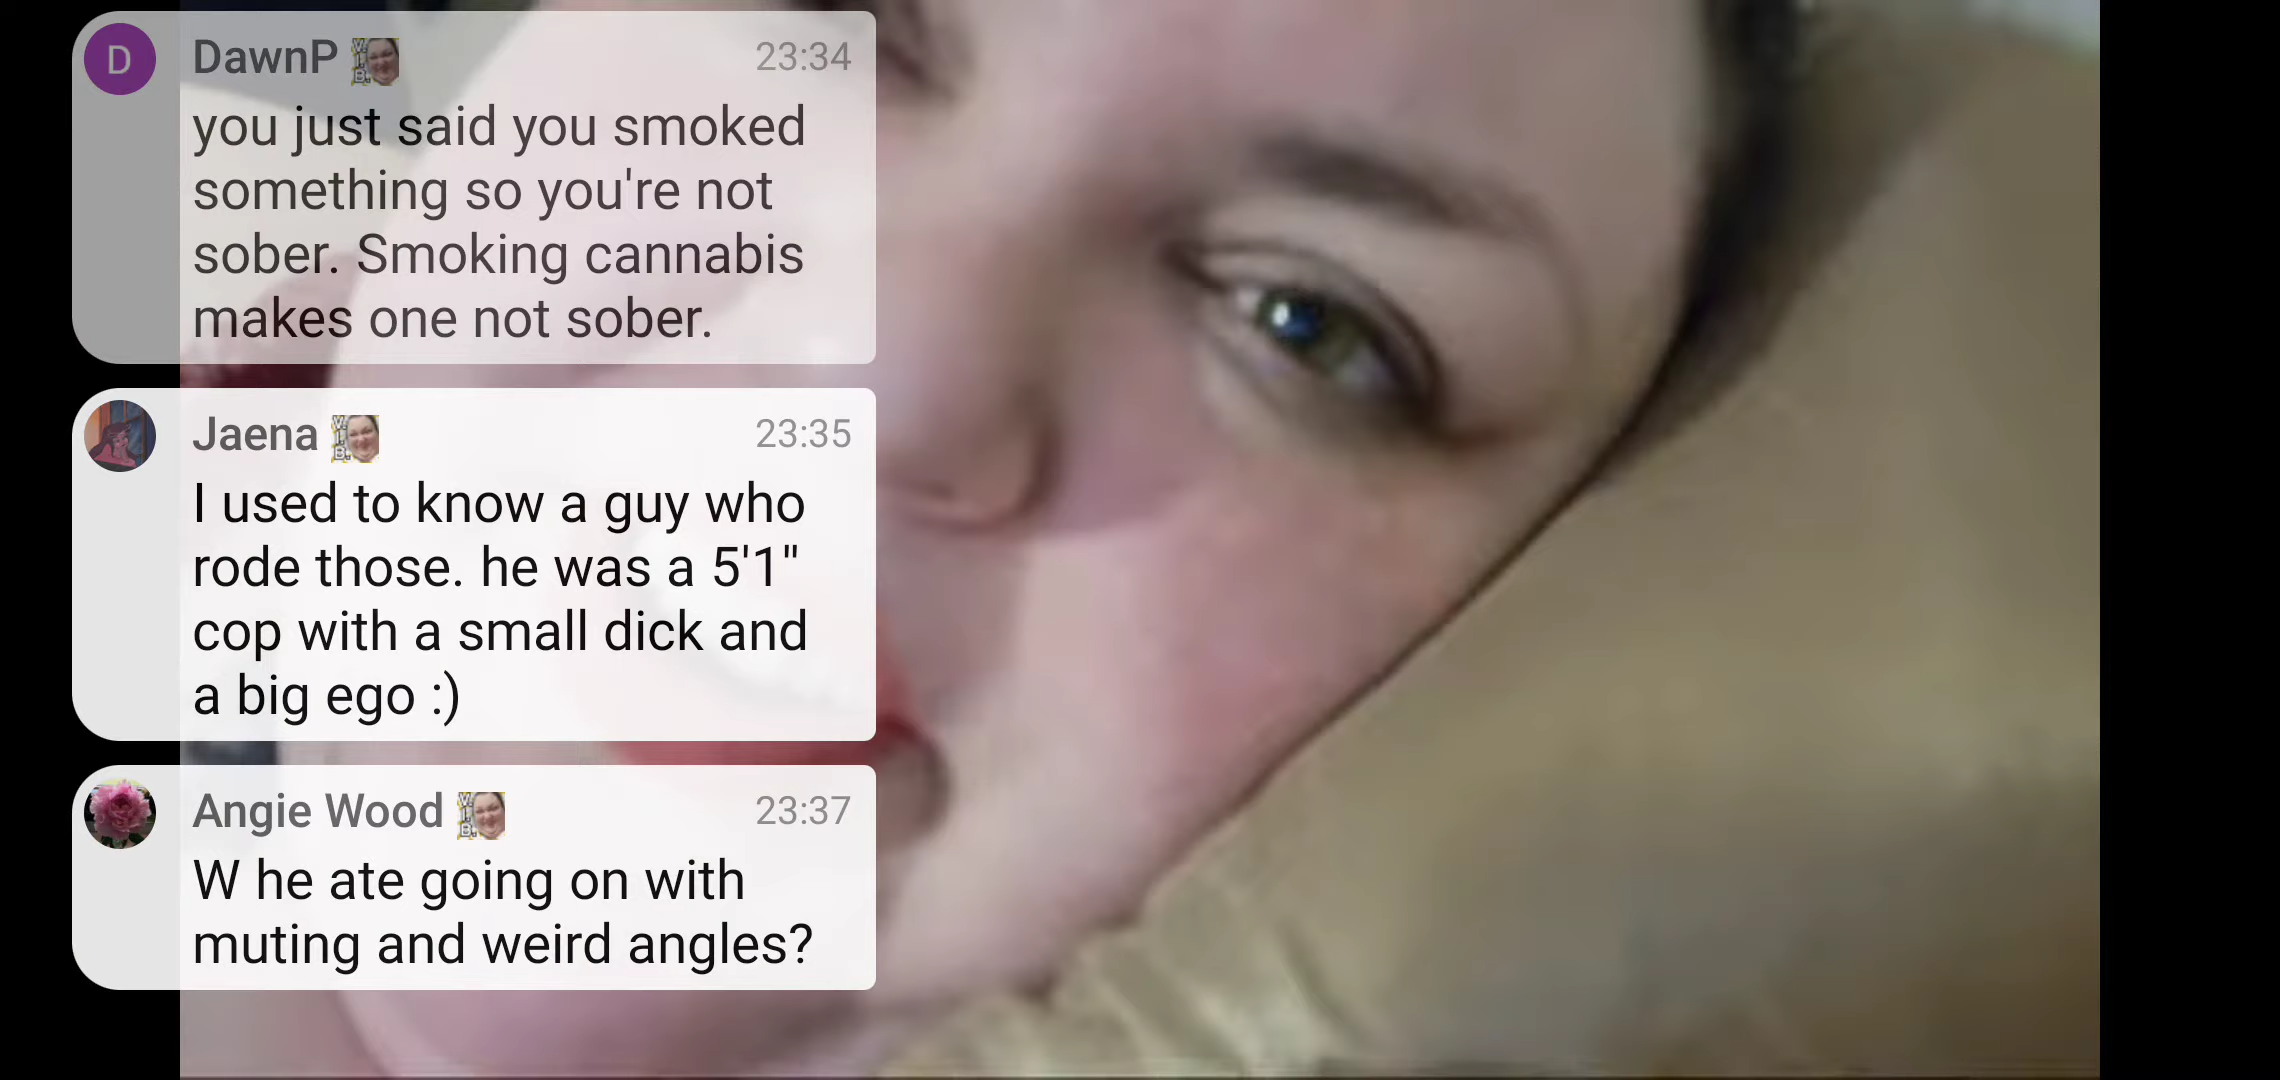 D
DawnP V.I.B. 23:34
you just said you smoked
something so you're not
sober. Smoking cannabis
makes one not sober.
Jaena V.I.B. 23:35
I used to know a guy who
rode those. he was a 5'1"
cop with a small dick and
a big ego :)
Angie Wood V.I.B. 23:37
W he ate going on with
muting and weird angles?